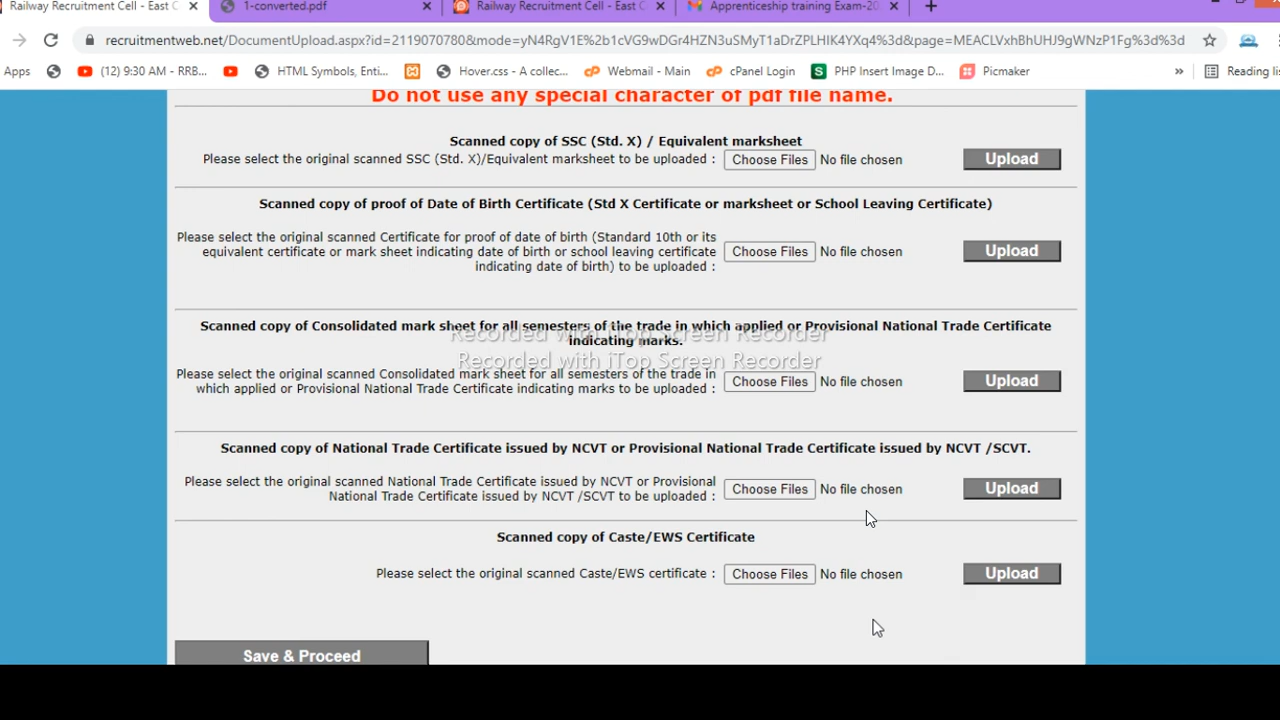 Railway Recruitment Cell - East C
1-converted.pdf
Railway Recruitment Cell - East C
Apprenticeship training Exam-20
recruitmentweb.net/DocumentUpload.aspx?id=2119070780&mode=yN4RgV1E%2b1cVG9wDGr4HZN3uSMyT1aDrZPLHIK4YXq4%3d&page=MEACLVxhBhUHJ9gWNzP1Fg%3d%3d
Apps (12) 9:30 AM - RRB... HTML Symbols, Enti... Hover.css - A collec... Webmail - Main cPanel Login PHP Insert Image D... Picmaker » Reading lis
Do not use any special character of pdf file name.
Scanned copy of SSC (Std. X) / Equivalent marksheet
Please select the original scanned SSC (Std. X)/Equivalent marksheet to be uploaded : Choose Files No file chosen Upload
Scanned copy of proof of Date of Birth Certificate (Std X Certificate or marksheet or School Leaving Certificate)
Please select the original scanned Certificate for proof of date of birth (Standard 10th or its
equivalent certificate or mark sheet indicating date of birth or school leaving certificate
indicating date of birth) to be uploaded :
Choose Files No file chosen Upload
Scanned copy of Consolidated mark sheet for all semesters of the trade in which applied or Provisional National Trade Certificate
indicating marks.
Recorded with iTop Screen Recorder
Recorded with iTop Screen Recorder
Please select the original scanned Consolidated mark sheet for all semesters of the trade in
which applied or Provisional National Trade Certificate indicating marks to be uploaded :
Choose Files No file chosen Upload
Scanned copy of National Trade Certificate issued by NCVT or Provisional National Trade Certificate issued by NCVT /SCVT.
Please select the original scanned National Trade Certificate issued by NCVT or Provisional
National Trade Certificate issued by NCVT /SCVT to be uploaded :
Choose Files No file chosen Upload
Scanned copy of Caste/EWS Certificate
Please select the original scanned Caste/EWS certificate : Choose Files No file chosen Upload
Save & Proceed